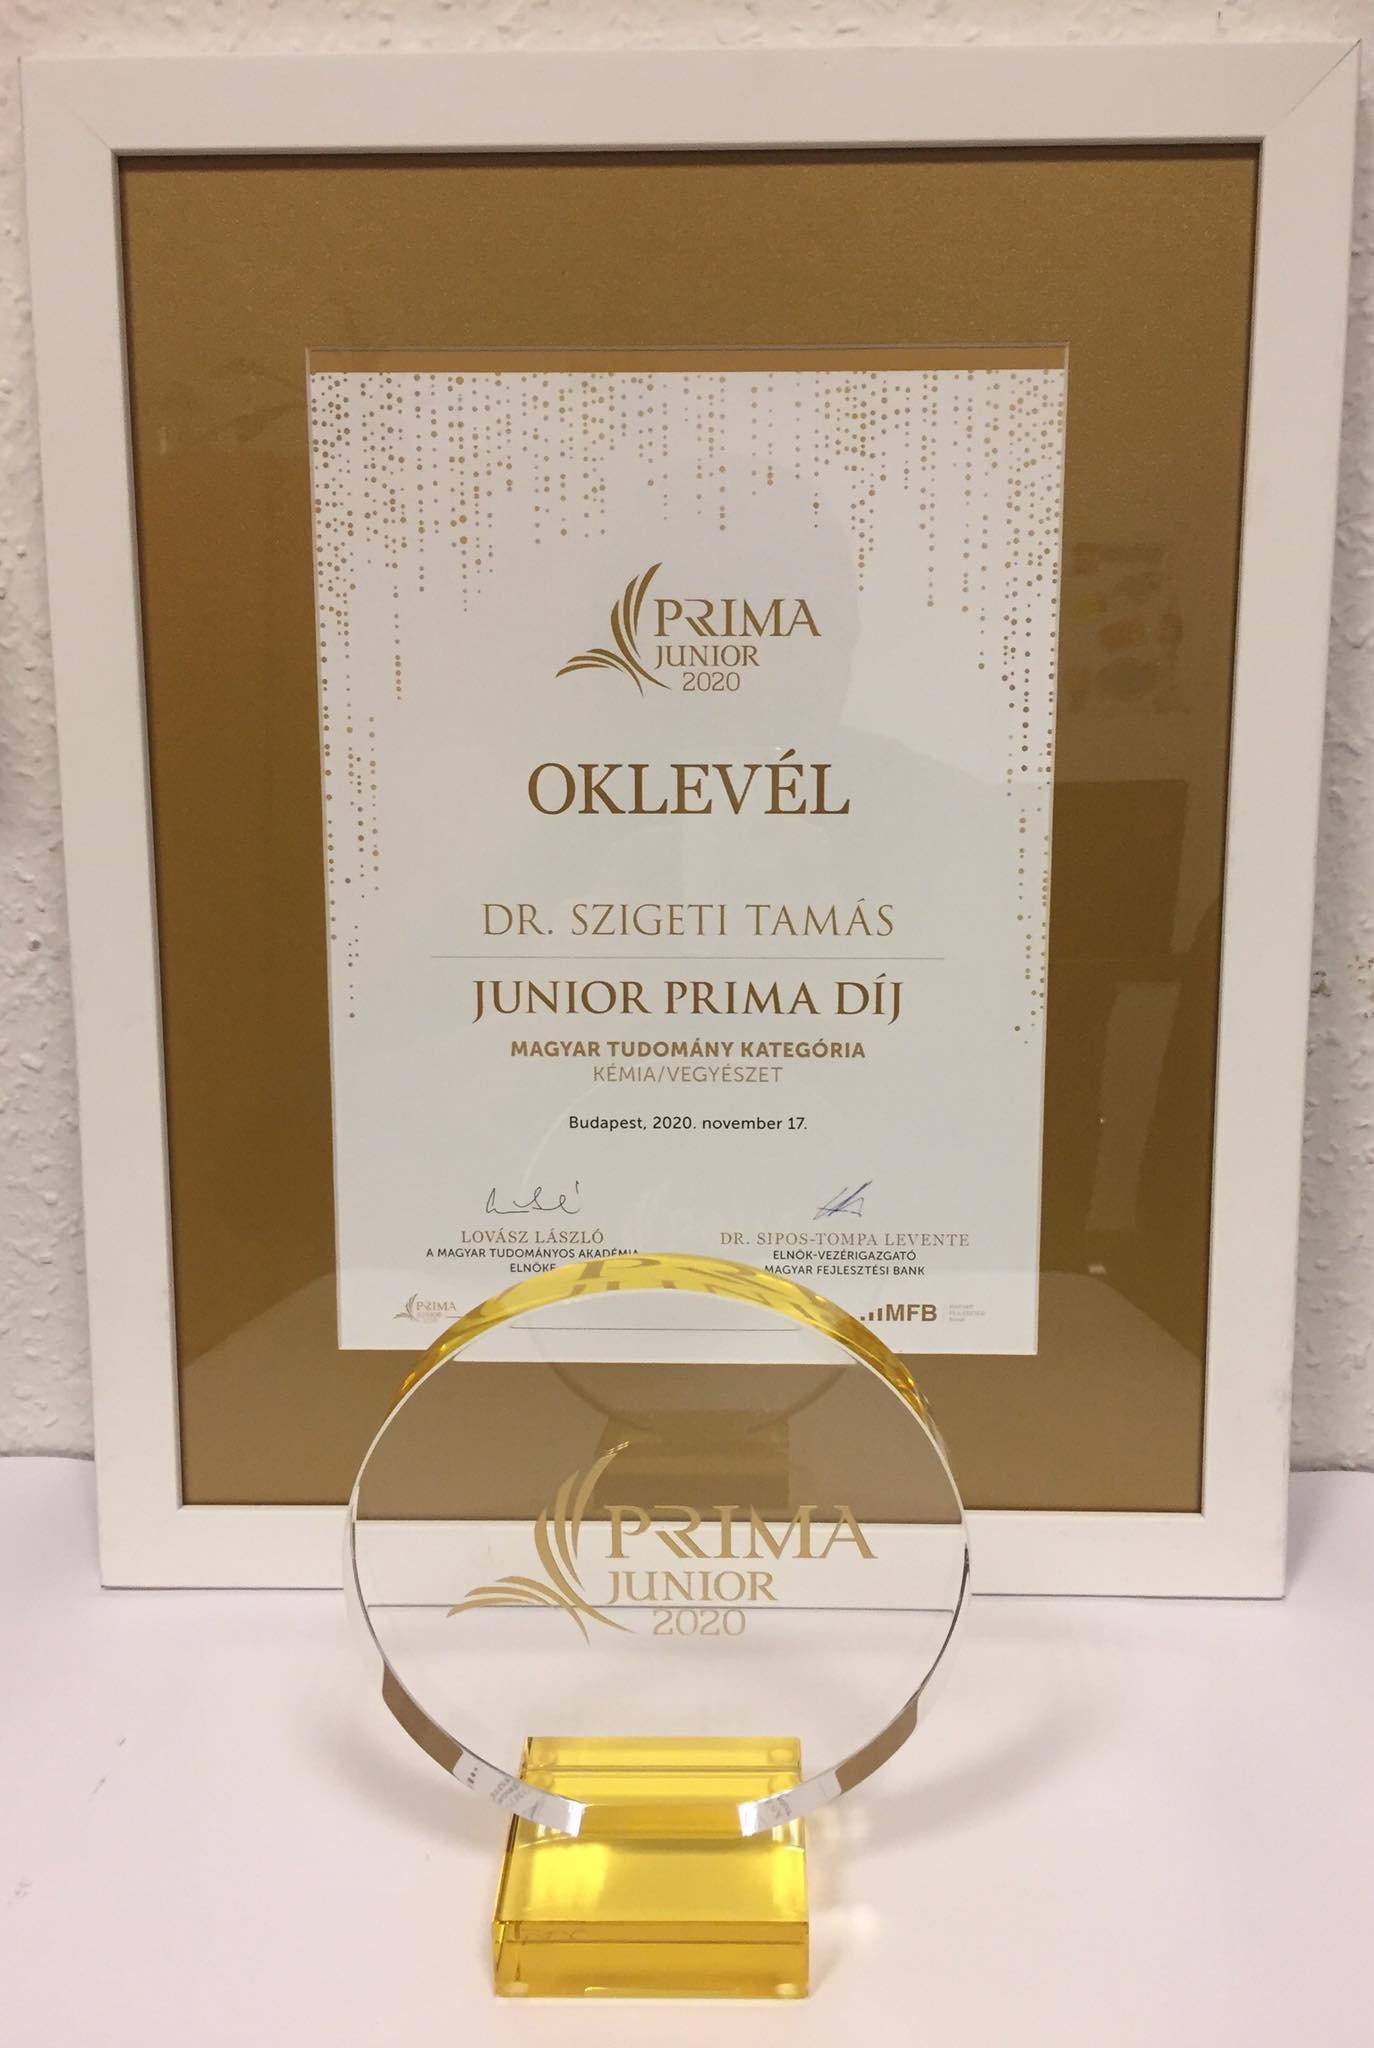 PRIMA
JUNIOR
2020
OKLEVÉL
DR. SZIGETI TAMÁS
JUNIOR PRIMA DÍJ
MAGYAR TUDOMÁNY KATEGÓRIA
KÉMIA/VEGYÉSZET
Budapest, 2020. november 17.
LOVÁSZ LÁSZLÓ
A MAGYAR TUDOMÁNYOS AKADÉMIA
ELNÖKE
DR. SIPOS-TOMPA LEVENTE
ELNÖK-VEZÉRIGAZGATÓ
MAGYAR FEJLESZTÉSI BANK
PRIMA
JUNIOR
MFB
PRIMA
JUNIOR
2020